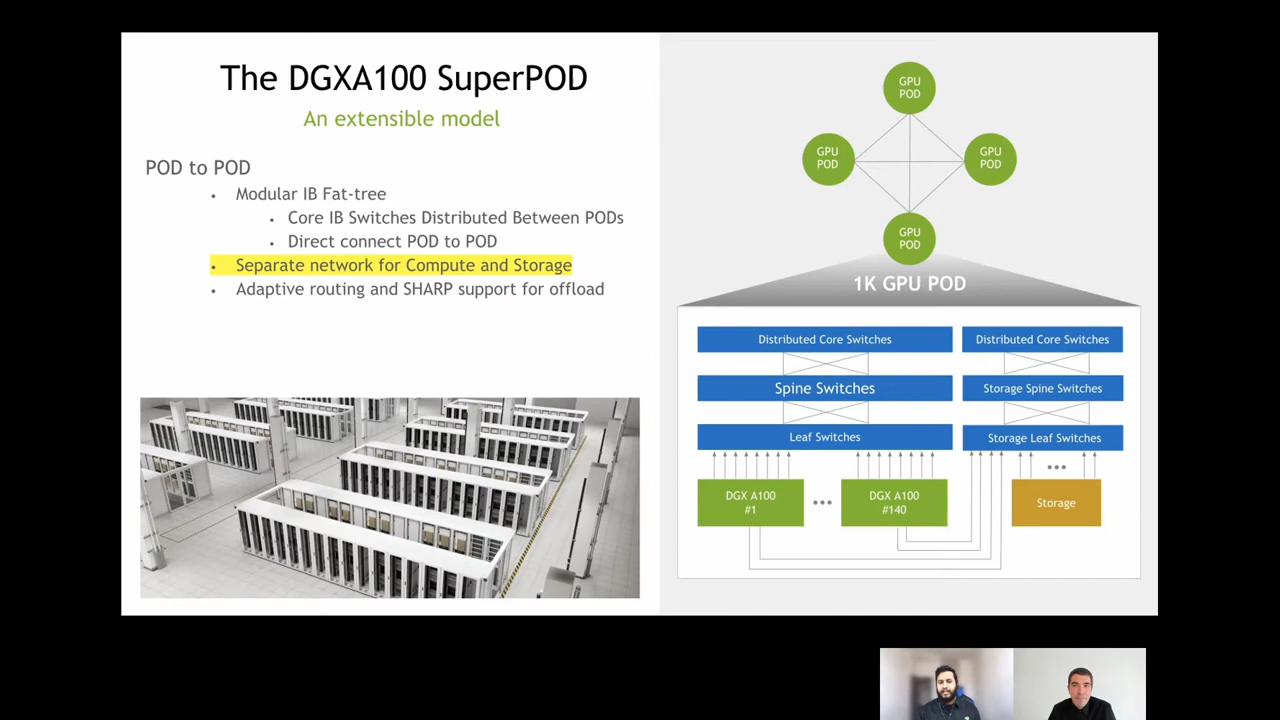 The DGXA100 SuperPOD
An extensible model
POD to POD
Modular IB Fat-tree
Core IB Switches Distributed Between PODs
Direct connect POD to POD
Separate network for Compute and Storage
Adaptive routing and SHARP support for offload
GPU
POD
GPU
POD
GPU
POD
GPU
POD
1K GPU POD
Distributed Core Switches
Distributed Core Switches
Spine Switches
Storage Spine Switches
Leaf Switches
Storage Leaf Switches
DGX A100
#1
DGX A100
#140
Storage